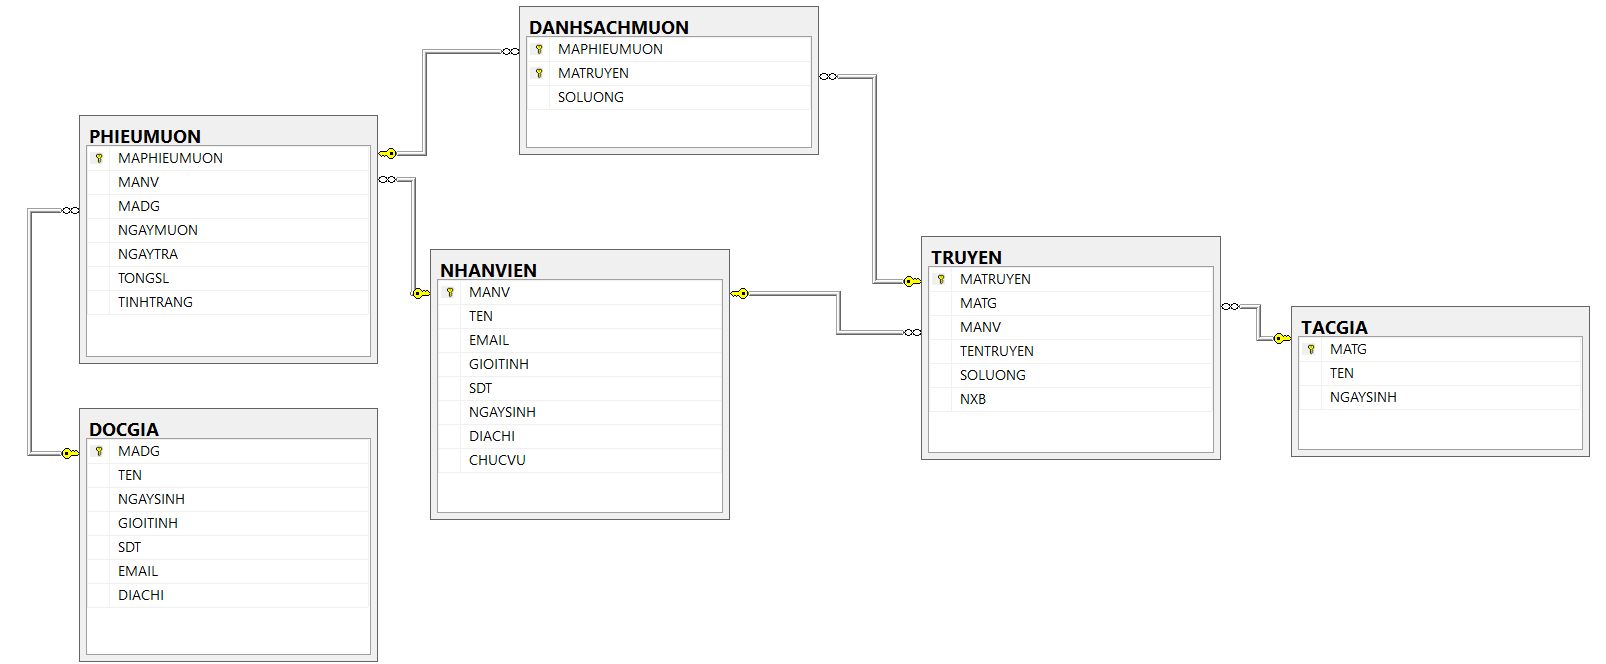 DANHSACHMUON
MAPHIEUMUON
MATRUYEN
SOLUONG
PHIEUMUON
MAPHIEUMUON
MANV
MADG
NGAYMUON
NGAYTRA
TONGSL
TINHTRANG
NHANVIEN
MANV
TEN
EMAIL
GIOITINH
SDT
NGAYSINH
DIACHI
CHUCVU
TRUYEN
MATRUYEN
MATG
MANV
TENTRUYEN
SOLUONG
NXB
TACGIA
MATG
TEN
NGAYSINH
DOCGIA
MADG
TEN
NGAYSINH
GIOITINH
SDT
EMAIL
DIACHI